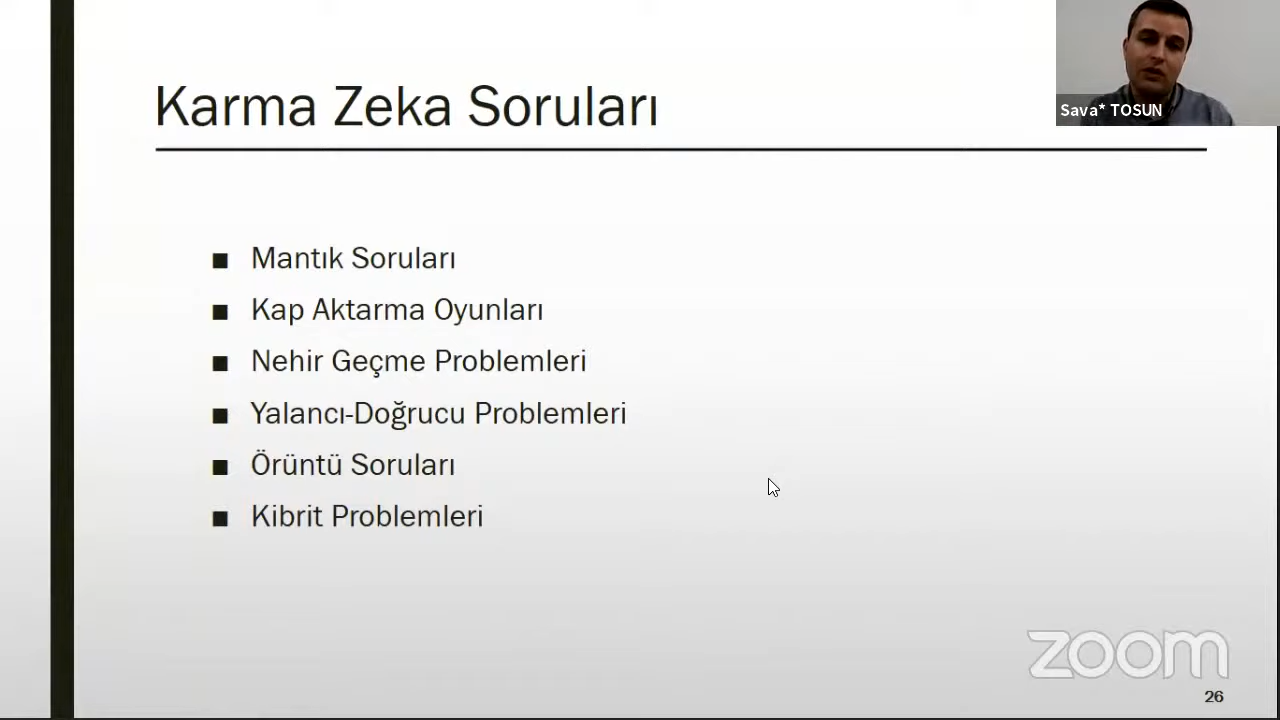 Karma Zeka Soruları
Sava* TOSUN
■ Mantık Soruları
■ Kap Aktarma Oyunları
■ Nehir Geçme Problemleri
■ Yalancı-Doğrucu Problemleri
■ Örüntü Soruları
■ Kibrit Problemleri
zoom
26